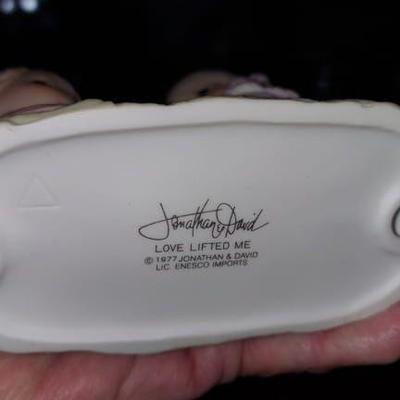 Jonathan & David
LOVE LIFTED ME
© 1977 JONATHAN & DAVID
LIC. ENESCO IMPORTS